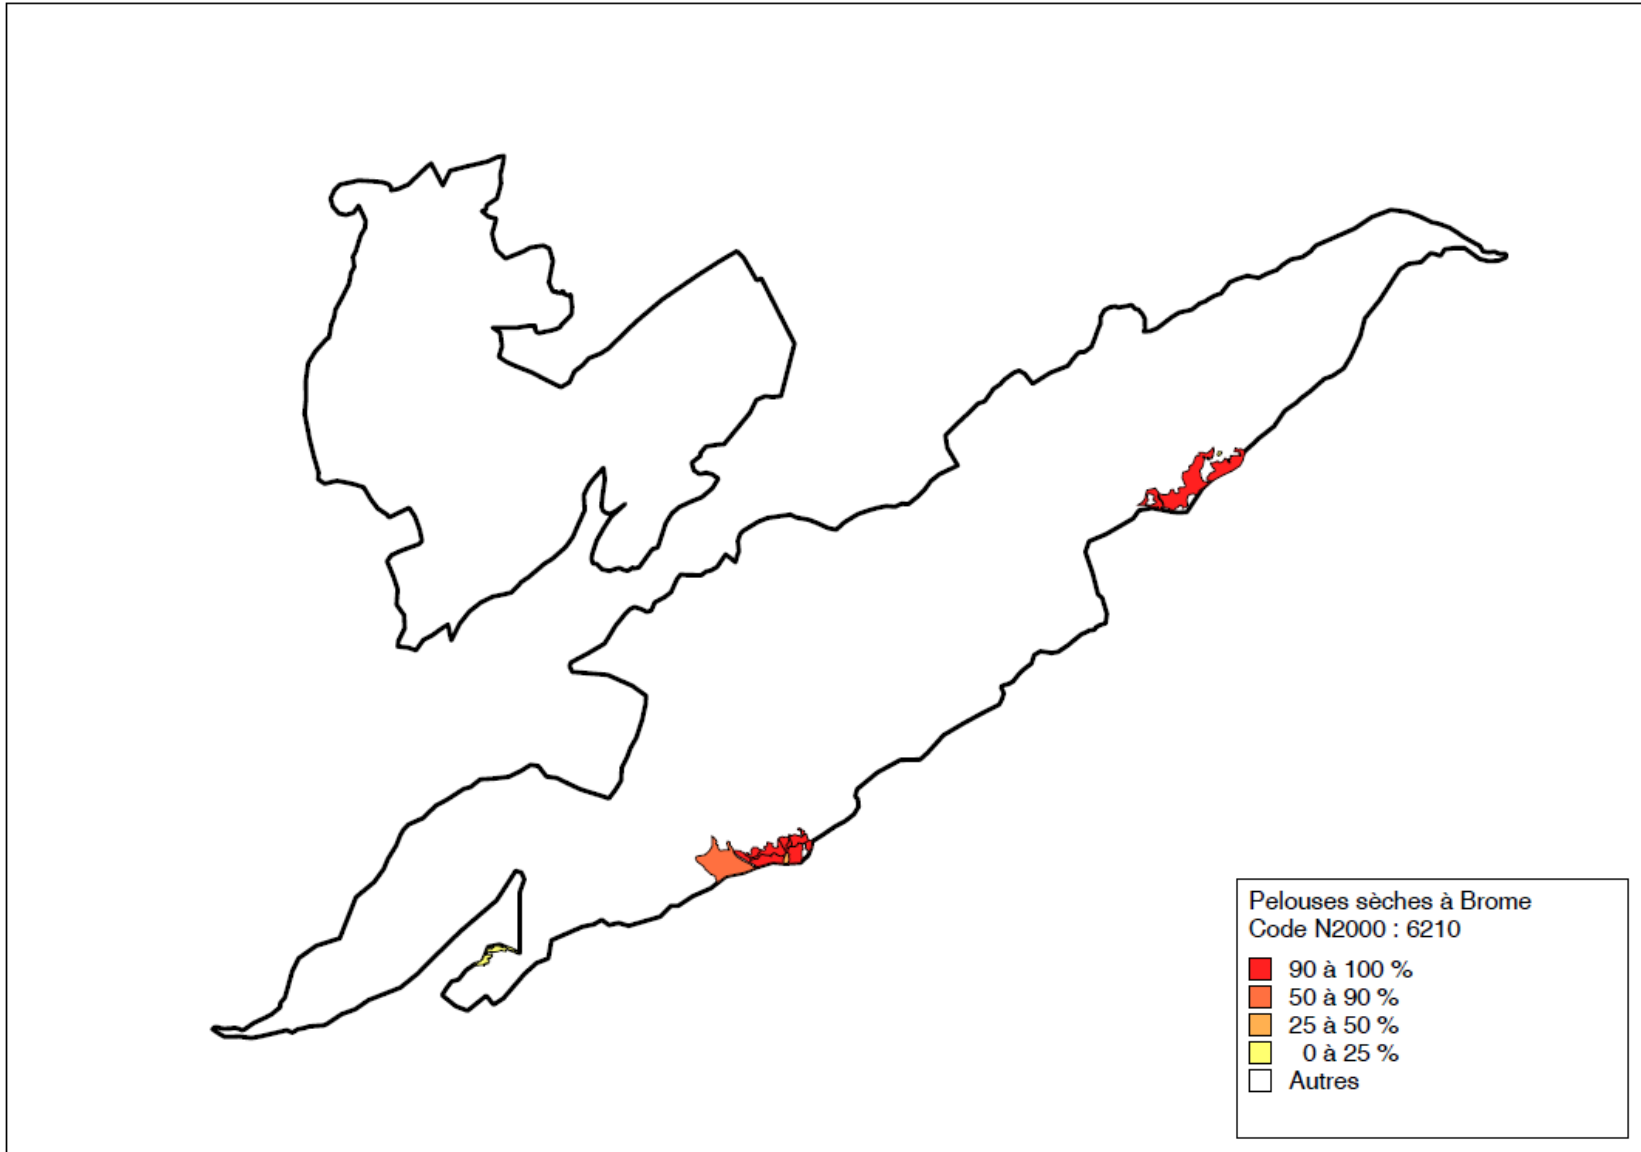 Pelouses sèches à Brome
Code N2000 : 6210
90 à 100 %
50 à 90 %
25 à 50 %
0 à 25 %
Autres